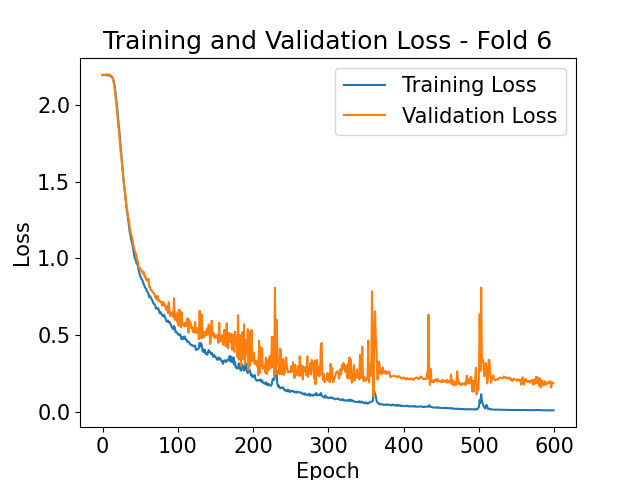 Training and Validation Loss - Fold 6
Training Loss
Validation Loss
Loss
2.0
1.5
1.0
0.5
0.0
0 100 200 300 400 500 600
Epoch